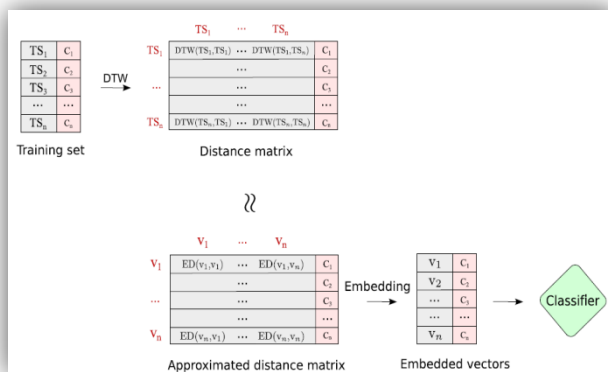 TS₁ ... TSₙ
TS₁ C₁ TS₁ DTW(TS₁,TS₁) ... DTW(TS₁,TSₙ) C₁
TS₂ C₂ DTW ... C₂
TS₃ C₃ ... ... C₃
... ... ... ...
TSₙ Cₙ TSₙ DTW(TSₙ,TS₁) ... DTW(TSₙ,TSₙ) Cₙ
Training set Distance matrix
≈
V₁ ... Vₙ
V₁ ED(v₁,v₁) ... ED(v₁,vₙ) C₁ Embedding V₁ C₁
... C₂ V₂ C₂
... ... C₃ ... C₃ Classifier
... ... ... ...
Vₙ ED(vₙ,v₁) ... ED(vₙ,vₙ) Cₙ Vₙ Cₙ
Approximated distance matrix Embedded vectors